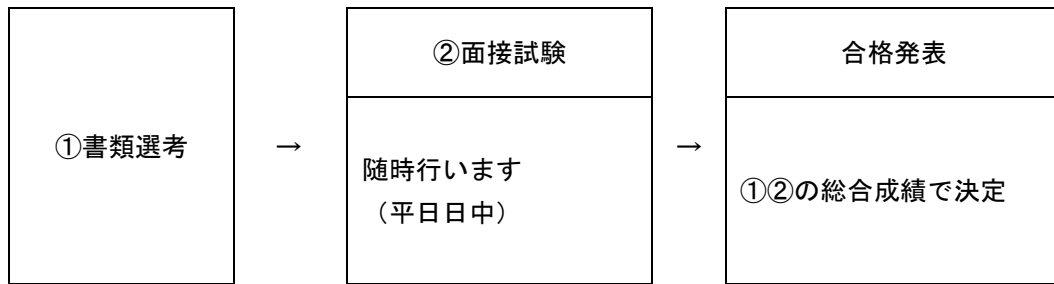 ①書類選考
→
②面接試験
随時行います
（平日日中）
→
合格発表
①②の総合成績で決定